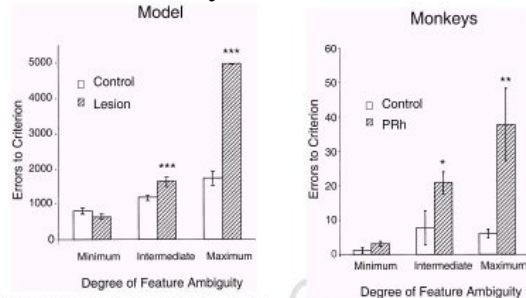 Model
***
5000
Control
Lesion
4000
Errors to Criterion
3000
***
2000
1000
0
Minimum Intermediate Maximum
Degree of Feature Ambiguity
Monkeys
60
**
50
Control
PRh
40
Errors to Criterion
30
*
20
10
0
Minimum Intermediate Maximum
Degree of Feature Ambiguity